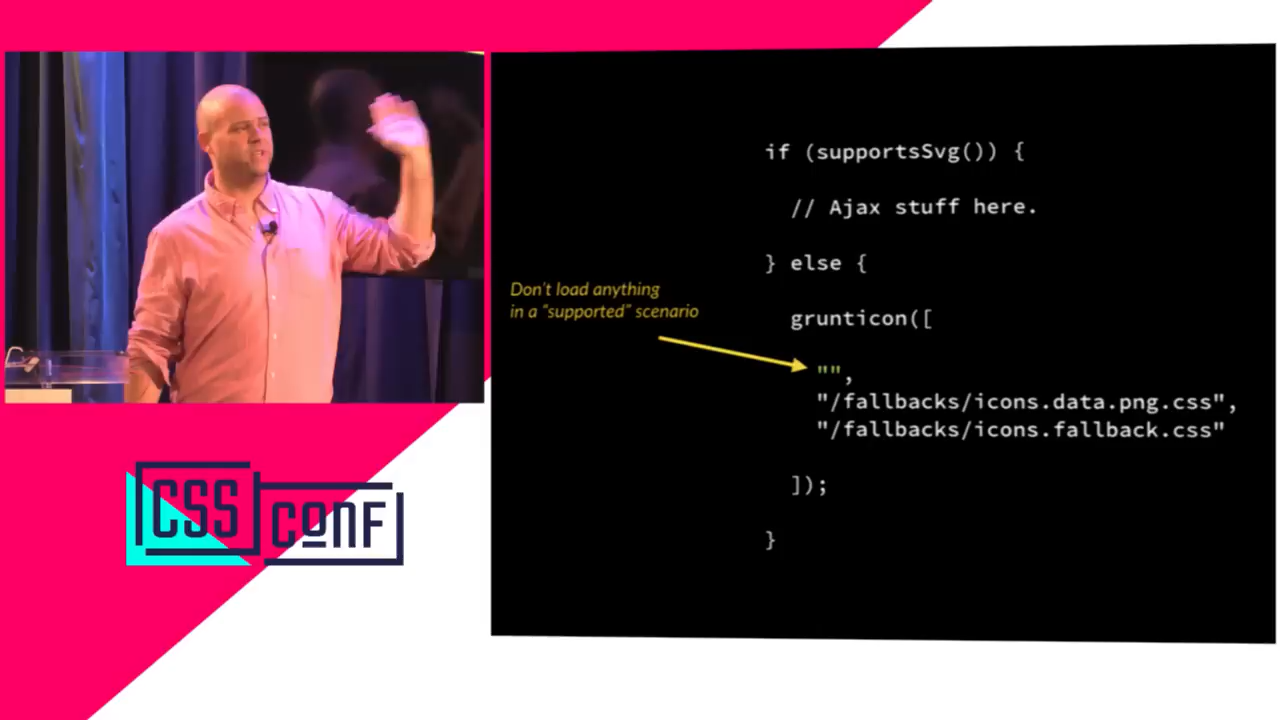 if (supportsSvg()) {
// Ajax stuff here.
} else {
Don't load anything
in a "supported" scenario
grunticon([
"",
"/fallbacks/icons.data.png.css",
"/fallbacks/icons.fallback.css"
]);
}
CSS
CONF